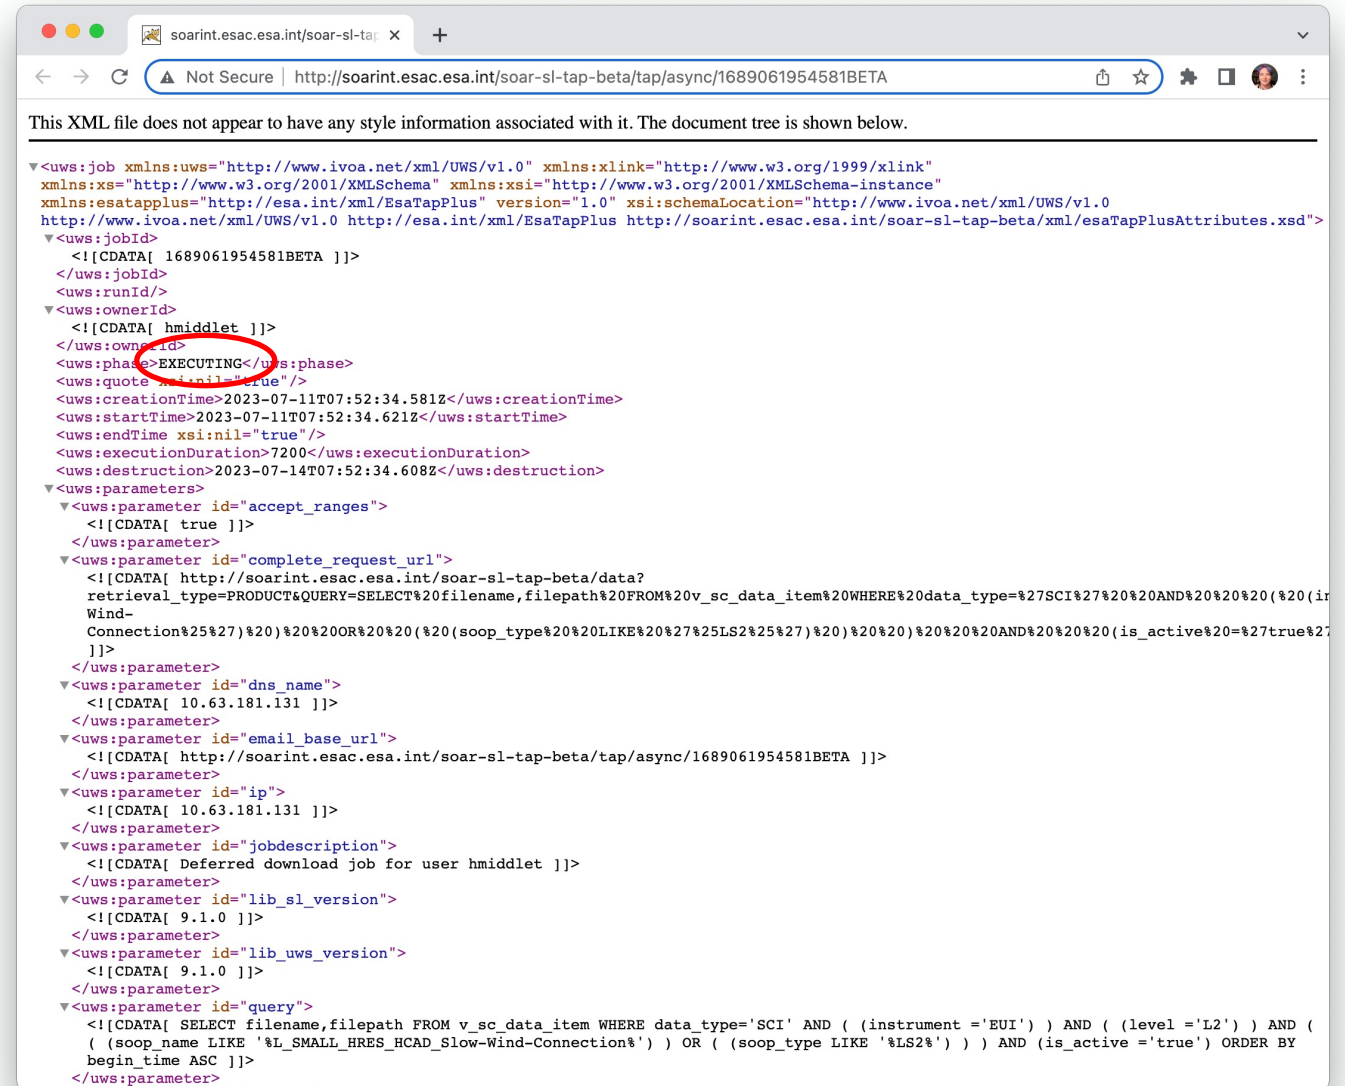 soarint.esac.esa.int/soar-sl-tap
Not Secure http://soarint.esac.esa.int/soar-sl-tap-beta/tap/async/1689061954581BETA
This XML file does not appear to have any style information associated with it. The document tree is shown below.
▼<uws:job xmlns:uws="http://www.ivoa.net/xml/UWS/v1.0" xmlns:xlink="http://www.w3.org/1999/xlink"
xmlns:xs="http://www.w3.org/2001/XMLSchema" xmlns:xsi="http://www.w3.org/2001/XMLSchema-instance"
xmlns:esatapplus="http://esa.int/xml/EsaTapPlus" version="1.0" xsi:schemaLocation="http://www.ivoa.net/xml/UWS/v1.0
http://www.ivoa.net/xml/UWS/v1.0 http://esa.int/xml/EsaTapPlus http://soarint.esac.esa.int/soar-sl-tap-beta/xml/esaTapPlusAttributes.xsd">
▼<uws:jobId>
<![CDATA[ 1689061954581BETA ]]>
</uws:jobId>
<uws:runId/>
▼<uws:ownerId>
<![CDATA[ hmiddlet ]]>
</uws:ownerId>
<uws:phase>EXECUTING</uws:phase>
<uws:quote xsi:nil="true"/>
<uws:creationTime>2023-07-11T07:52:34.581Z</uws:creationTime>
<uws:startTime>2023-07-11T07:52:34.621Z</uws:startTime>
<uws:endTime xsi:nil="true"/>
<uws:executionDuration>7200</uws:executionDuration>
<uws:destruction>2023-07-14T07:52:34.608Z</uws:destruction>
▼<uws:parameters>
▼<uws:parameter id="accept_ranges">
<![CDATA[ true ]]>
</uws:parameter>
▼<uws:parameter id="complete_request_url">
<![CDATA[ http://soarint.esac.esa.int/soar-sl-tap-beta/data?
retrieval_type=PRODUCT&QUERY=SELECT%20filename,filepath%20FROM%20v_sc_data_item%20WHERE%20data_type=%27SCI%27%20%20AND%20%20%20(%20(in
Wind-
Connection%25%27)%20)%20%20OR%20%20(%20(soop_type%20%20LIKE%20%27%25LS2%25%27)%20)%20%20)%20%20%20AND%20%20%20(is_active%20=%27true%27
]]>
</uws:parameter>
▼<uws:parameter id="dns_name">
<![CDATA[ 10.63.181.131 ]]>
</uws:parameter>
▼<uws:parameter id="email_base_url">
<![CDATA[ http://soarint.esac.esa.int/soar-sl-tap-beta/tap/async/1689061954581BETA ]]>
</uws:parameter>
▼<uws:parameter id="ip">
<![CDATA[ 10.63.181.131 ]]>
</uws:parameter>
▼<uws:parameter id="jobdescription">
<![CDATA[ Deferred download job for user hmiddlet ]]>
</uws:parameter>
▼<uws:parameter id="lib_sl_version">
<![CDATA[ 9.1.0 ]]>
</uws:parameter>
▼<uws:parameter id="lib_uws_version">
<![CDATA[ 9.1.0 ]]>
</uws:parameter>
▼<uws:parameter id="query">
<![CDATA[ SELECT filename,filepath FROM v_sc_data_item WHERE data_type='SCI' AND ( (instrument ='EUI') ) AND ( (level ='L2') ) AND (
( (soop_name LIKE '%L_SMALL_HRES_HCAD_Slow-Wind-Connection%') ) OR ( (soop_type LIKE '%LS2%') ) ) AND (is_active ='true') ORDER BY
begin_time ASC ]]>
</uws:parameter>